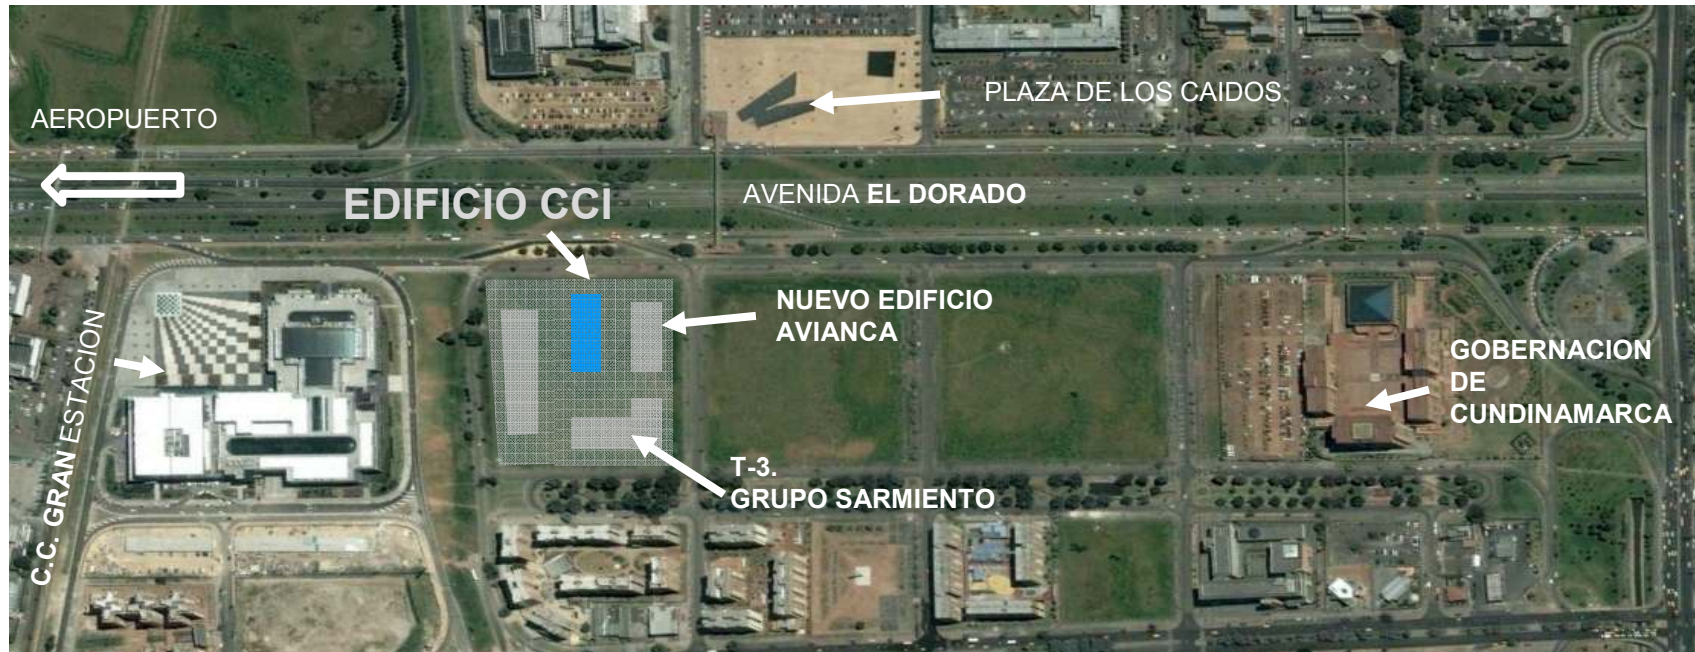 PLAZA DE LOS CAIDOS
AEROPUERTO
AVENIDA EL DORADO
EDIFICIO CCI
NUEVO EDIFICIO
AVIANCA
C.C. GRAN ESTACION
GOBERNACION
DE
CUNDINAMARCA
T-3.
GRUPO SARMIENTO